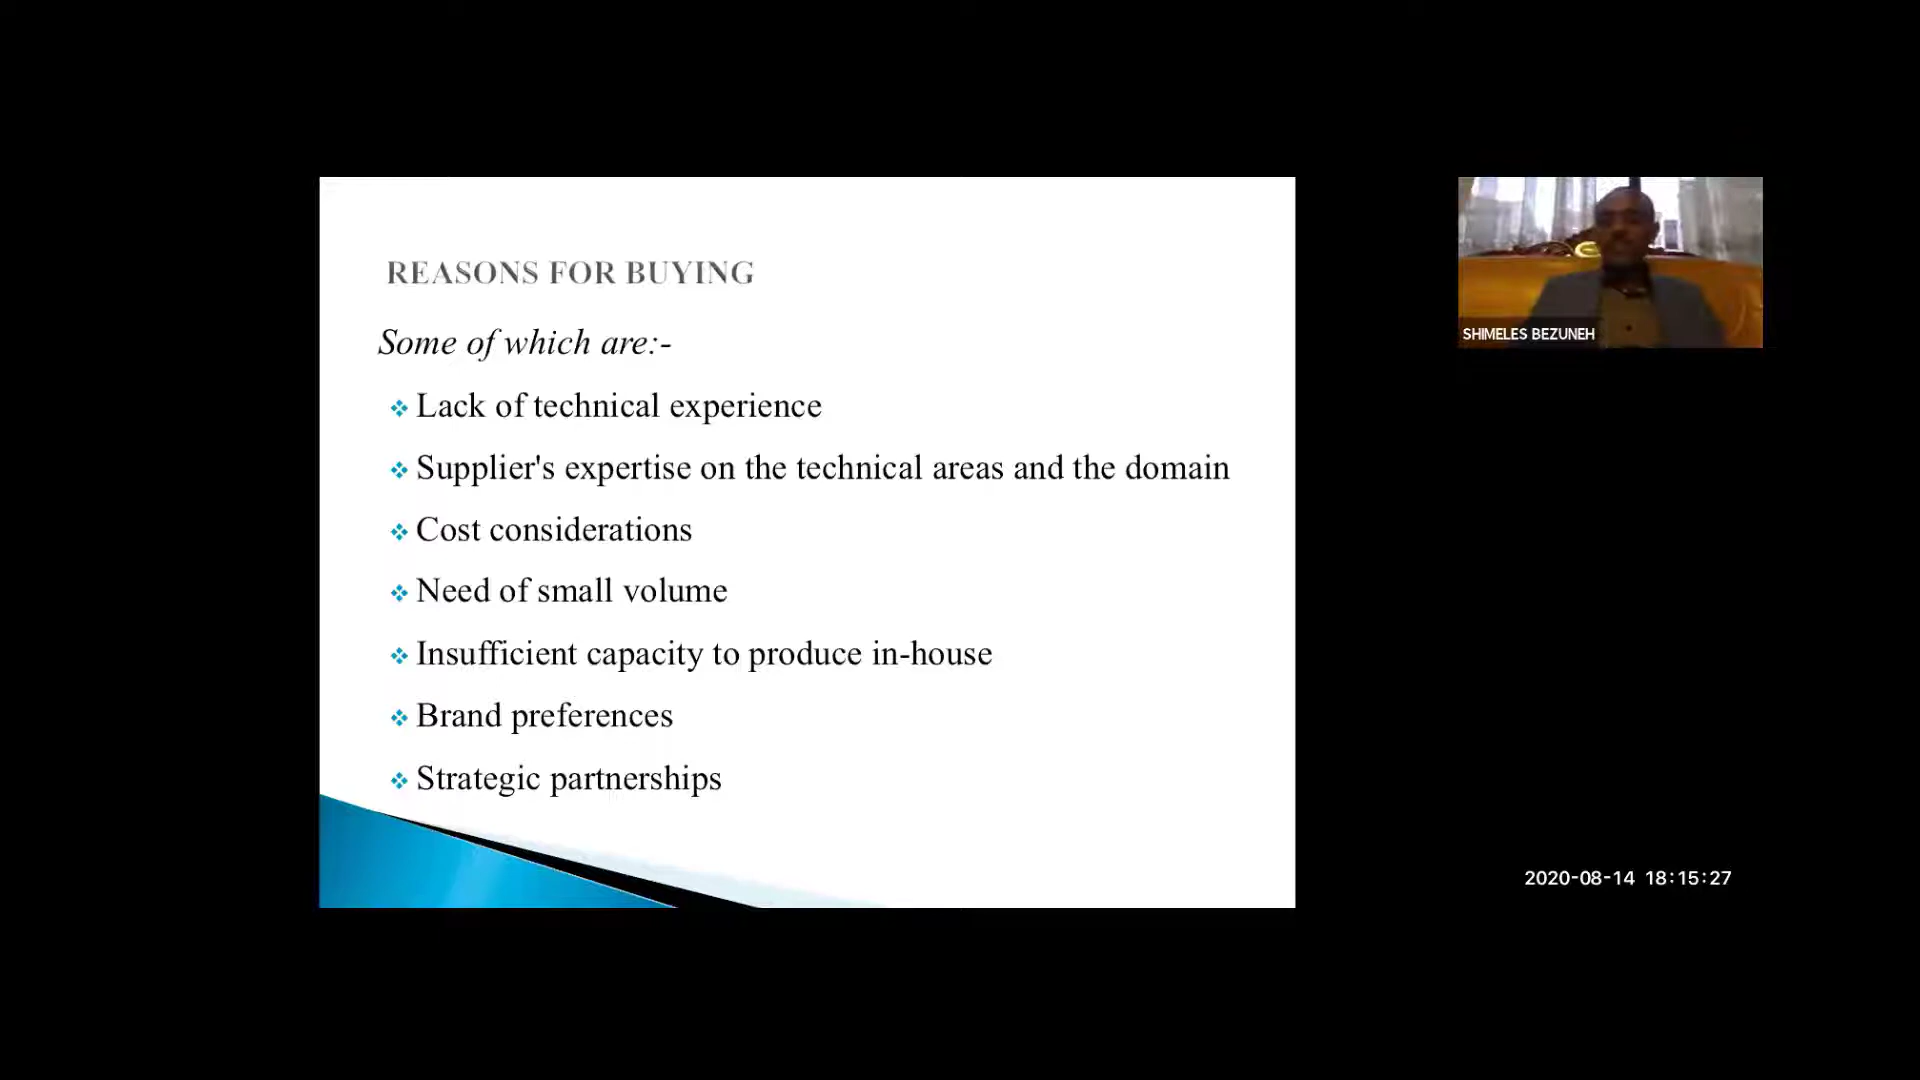 REASONS FOR BUYING
Some of which are:-
Lack of technical experience
Supplier's expertise on the technical areas and the domain
Cost considerations
Need of small volume
Insufficient capacity to produce in-house
Brand preferences
Strategic partnerships
SHIMELES BEZUNEH
2020-08-14 18:15:27